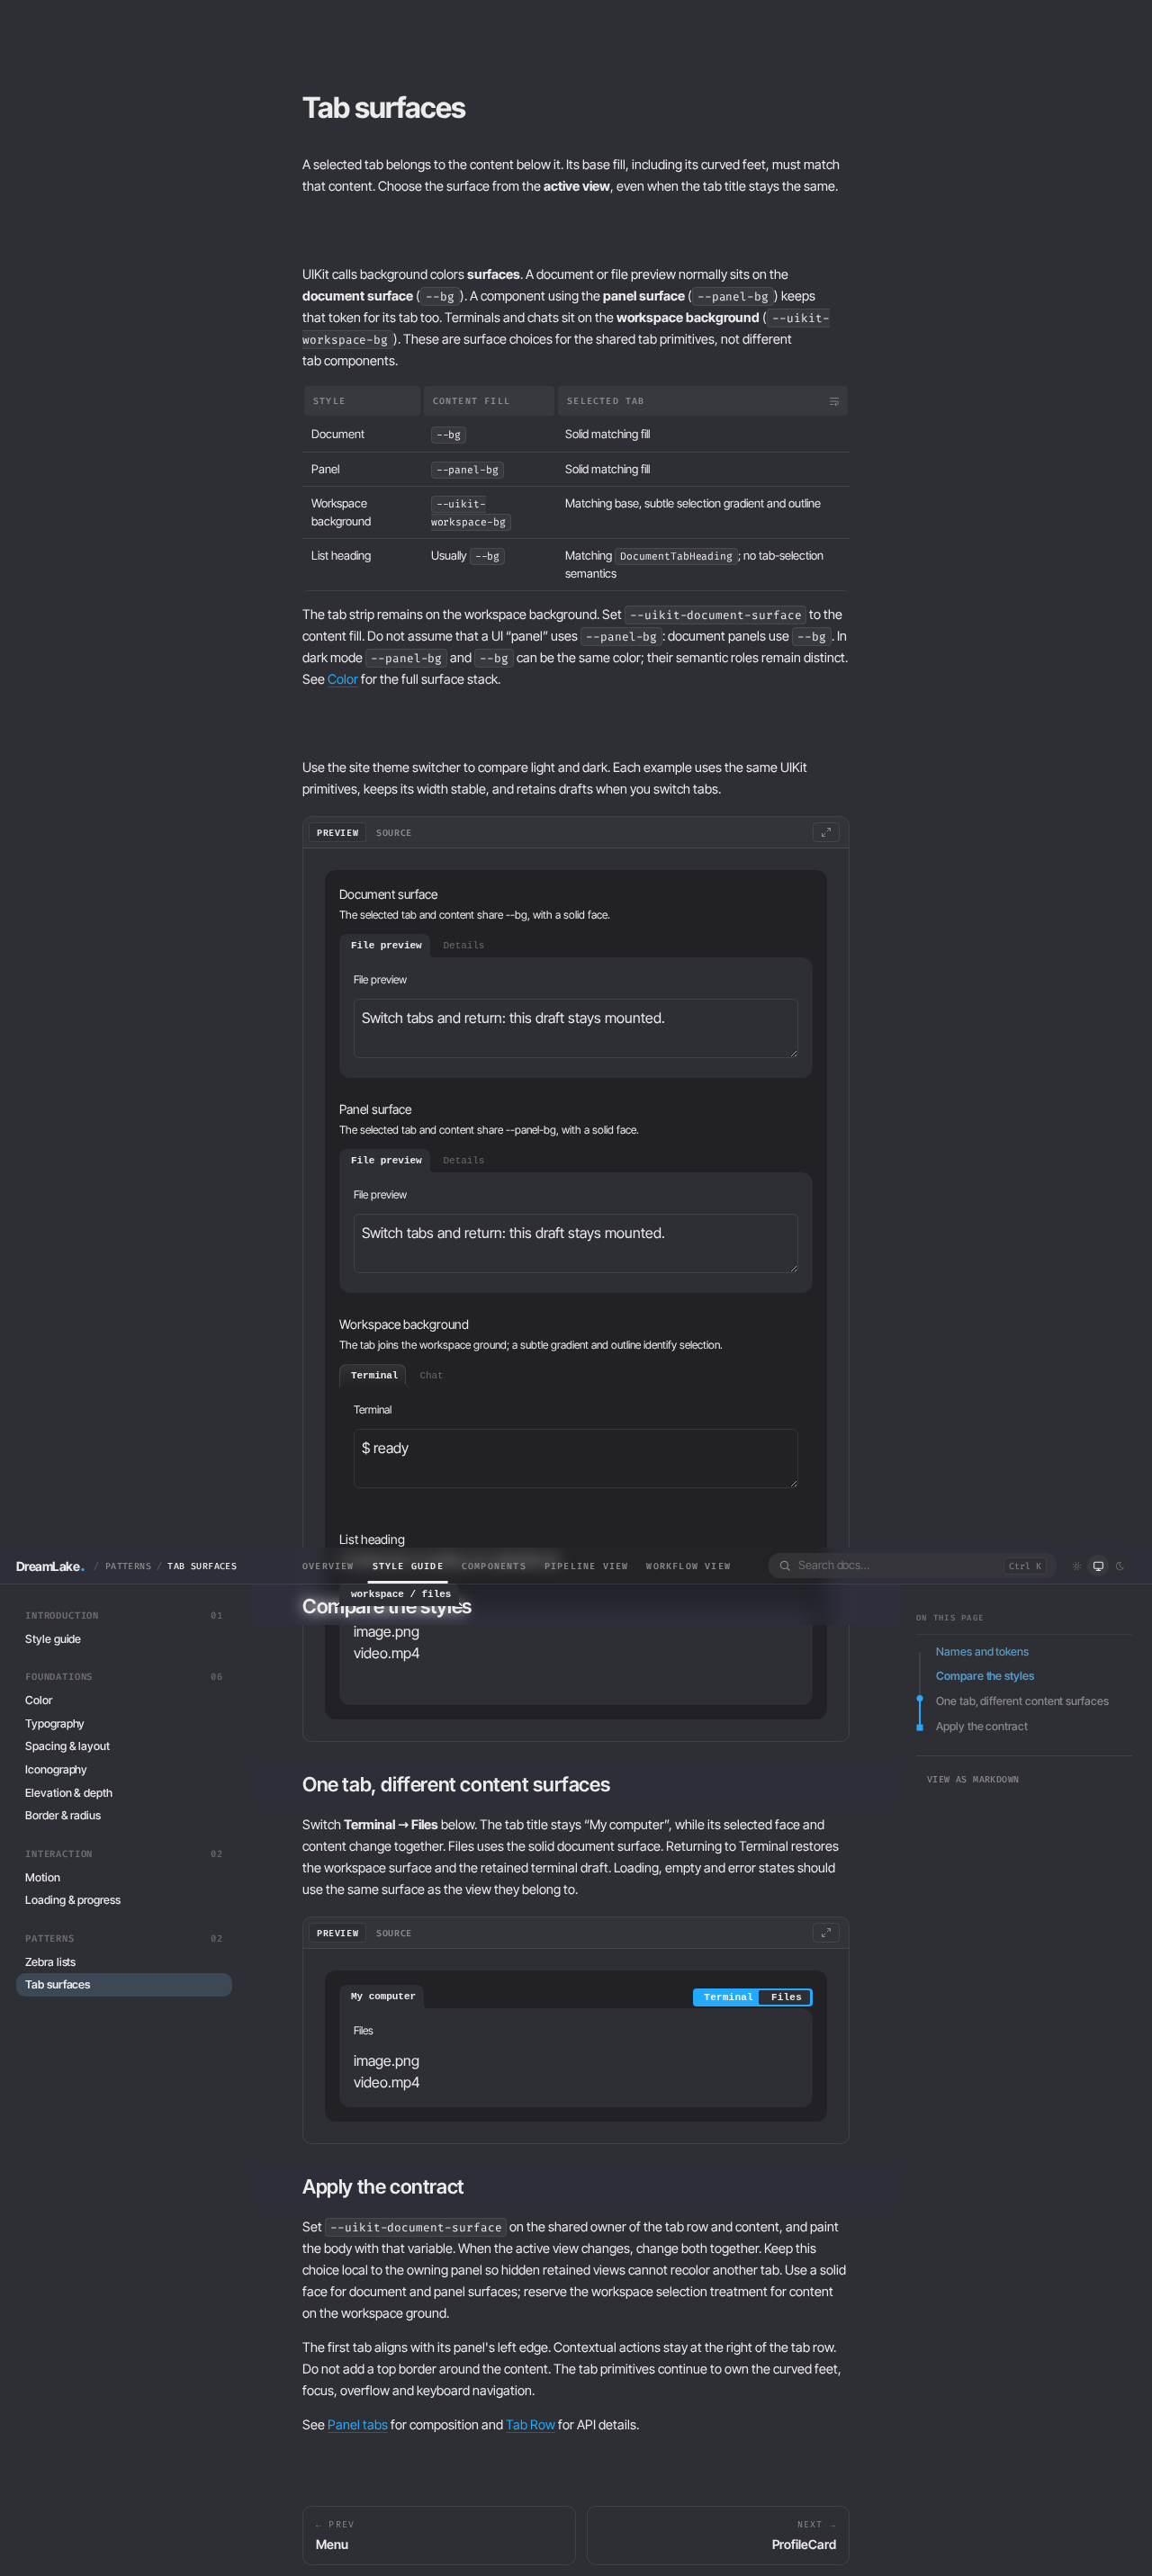 Tab surfaces
A selected tab belongs to the content below it. Its base fill, including its curved feet, must match
that content. Choose the surface from the active view, even when the tab title stays the same.
UIKit calls background colors surfaces. A document or file preview normally sits on the
document surface (--bg). A component using the panel surface (--panel-bg) keeps
that token for its tab too. Terminals and chats sit on the workspace background (--uikit-
workspace-bg). These are surface choices for the shared tab primitives, not different
tab components.
STYLE CONTENT FILL SELECTED TAB
Document --bg Solid matching fill
Panel --panel-bg Solid matching fill
Workspace --uikit- Matching base, subtle selection gradient and outline
background workspace-bg
List heading Usually --bg Matching DocumentTabHeading; no tab-selection
semantics
The tab strip remains on the workspace background. Set --uikit-document-surface to the
content fill. Do not assume that a UI “panel” uses --panel-bg: document panels use --bg. In
dark mode --panel-bg and --bg can be the same color; their semantic roles remain distinct.
See Color for the full surface stack.
Use the site theme switcher to compare light and dark. Each example uses the same UIKit
primitives, keeps its width stable, and retains drafts when you switch tabs.
PREVIEW SOURCE
Document surface
The selected tab and content share --bg, with a solid face.
File preview Details
File preview
Switch tabs and return: this draft stays mounted.
Panel surface
The selected tab and content share --panel-bg, with a solid face.
File preview Details
File preview
Switch tabs and return: this draft stays mounted.
Workspace background
The tab joins the workspace ground; a subtle gradient and outline identify selection.
Terminal Chat
Terminal
$ ready
List heading
DreamLake. / PATTERNS / TAB SURFACES OVERVIEW STYLE GUIDE COMPONENTS PIPELINE VIEW WORKFLOW VIEW Search docs... Ctrl K
workspace / files
Compare the styles
image.png
video.mp4
INTRODUCTION 01
Style guide
FOUNDATIONS 06
Color
Typography
Spacing & layout
Iconography
Elevation & depth
Border & radius
INTERACTION 02
Motion
Loading & progress
PATTERNS 02
Zebra lists
Tab surfaces
ON THIS PAGE
Names and tokens
Compare the styles
One tab, different content surfaces
Apply the contract
VIEW AS MARKDOWN
One tab, different content surfaces
Switch Terminal → Files below. The tab title stays “My computer”, while its selected face and
content change together. Files uses the solid document surface. Returning to Terminal restores
the workspace surface and the retained terminal draft. Loading, empty and error states should
use the same surface as the view they belong to.
PREVIEW SOURCE
My computer Terminal Files
Files
image.png
video.mp4
Apply the contract
Set --uikit-document-surface on the shared owner of the tab row and content, and paint
the body with that variable. When the active view changes, change both together. Keep this
choice local to the owning panel so hidden retained views cannot recolor another tab. Use a solid
face for document and panel surfaces; reserve the workspace selection treatment for content
on the workspace ground.
The first tab aligns with its panel's left edge. Contextual actions stay at the right of the tab row.
Do not add a top border around the content. The tab primitives continue to own the curved feet,
focus, overflow and keyboard navigation.
See Panel tabs for composition and Tab Row for API details.
← PREV
Menu
NEXT →
ProfileCard